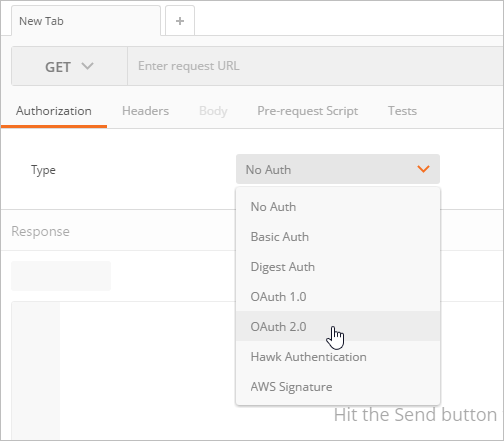 New Tab +
GET Enter request URL
Authorization Headers Body Pre-request Script Tests
Type No Auth
No Auth
Response
Basic Auth
Digest Auth
OAuth 1.0
OAuth 2.0
Hawk Authentication
AWS Signature
Hit the Send button